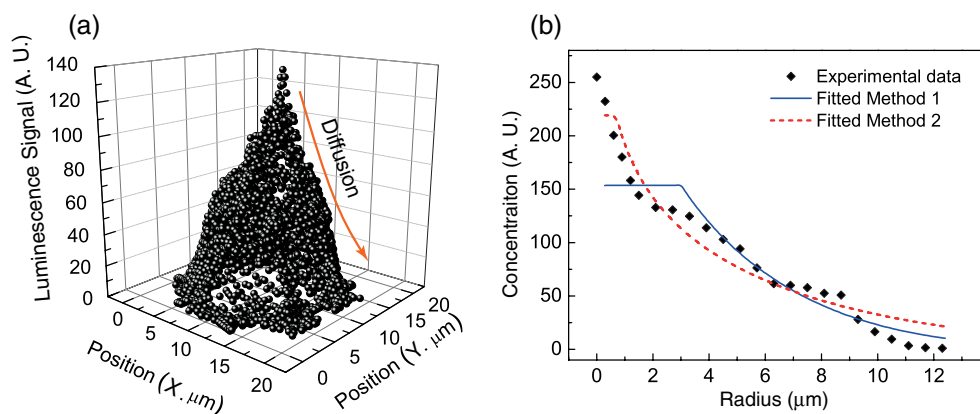 (a)
Luminescence Signal (A. U.)
140
120
100
80
60
40
20
0
Diffusion
0
5
10
15
20
Position (X. μm)
0
5
10
15
20
Position (Y. μm)
(b)
Concentraiton (A. U.)
250
200
150
100
50
0
Experimental data
Fitted Method 1
Fitted Method 2
0 2 4 6 8 10 12
Radius (μm)